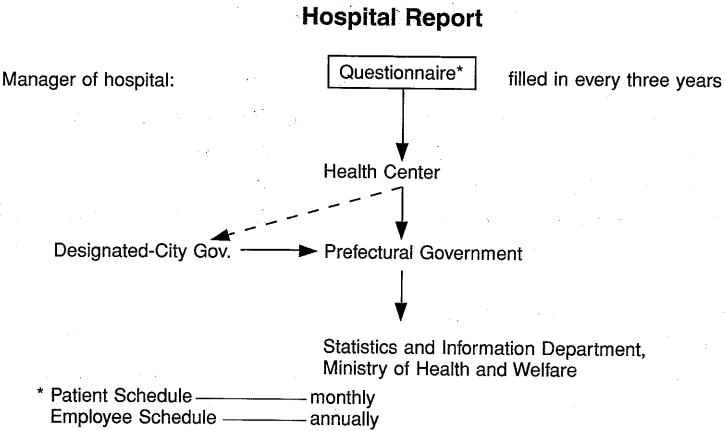 Hospital Report
Manager of hospital: Questionnaire* filled in every three years
Health Center
Designated-City Gov. Prefectural Government
Statistics and Information Department,
Ministry of Health and Welfare
* Patient Schedule monthly
Employee Schedule annually